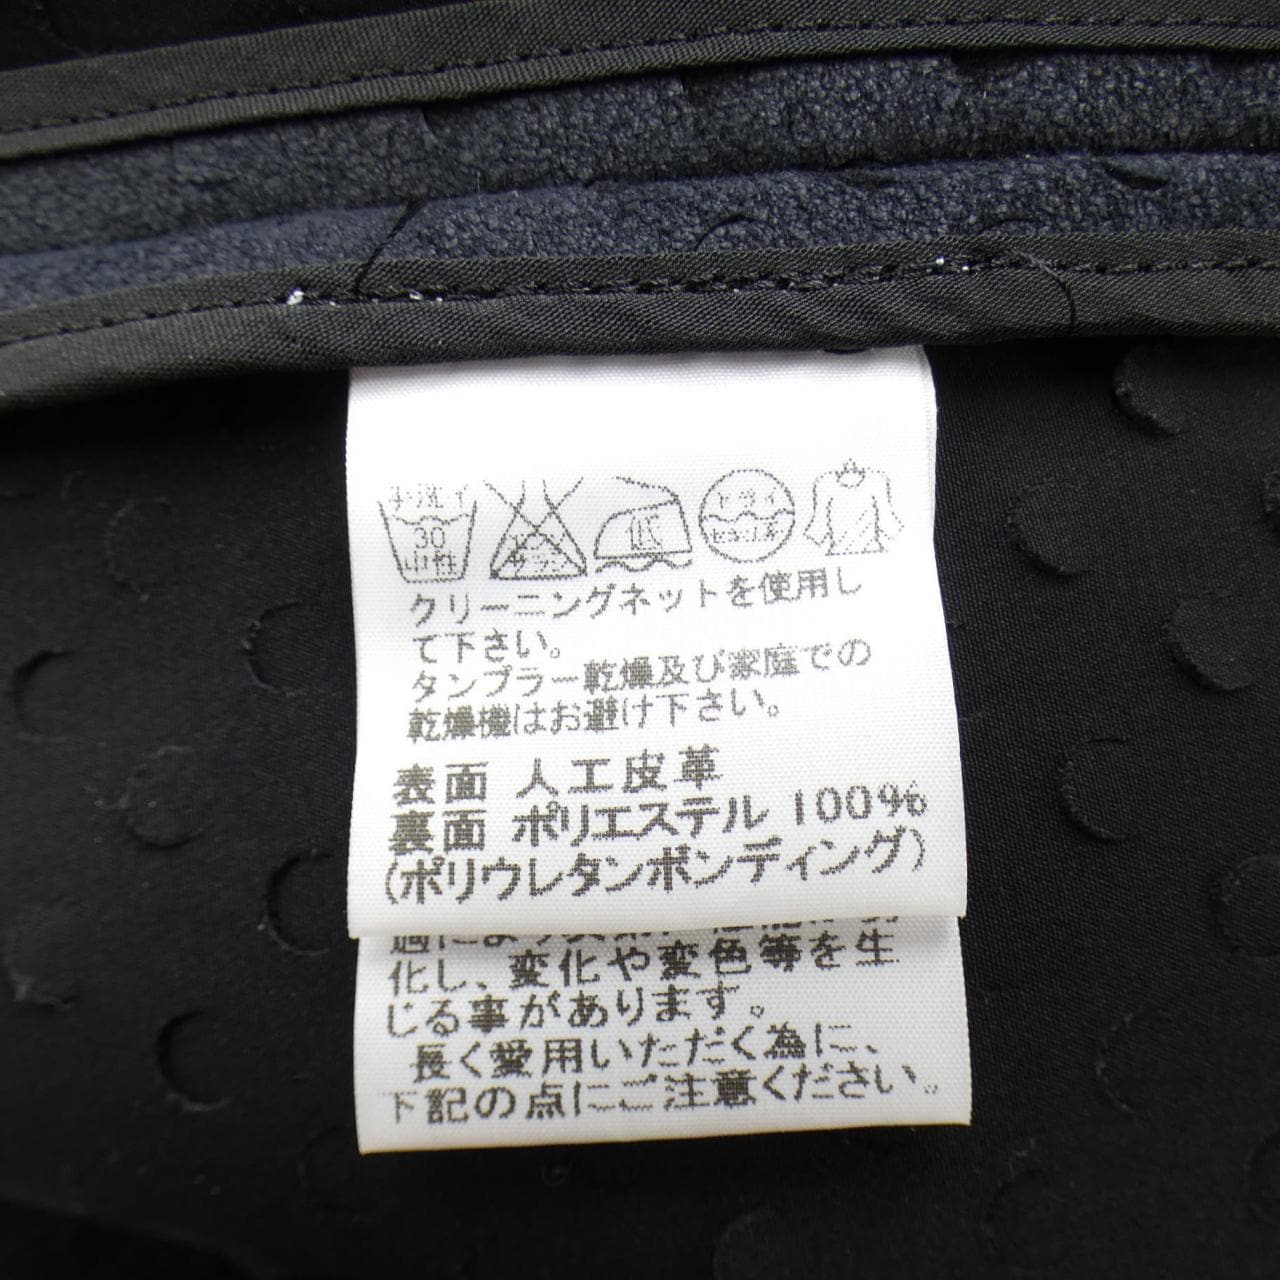 手洗イ
30
中性
エンソ
サラシ
低
ドライ
セキユ系
クリーニングネットを使用し
て下さい。
タンブラー乾燥及び家庭での
乾燥機はお避け下さい。
表面 人工皮革
裏面 ポリエステル 100%
(ポリウレタンボンディング)
化し、変化や変色等を生
じる事があります。
長く愛用いただく為に、
下記の点にご注意ください。